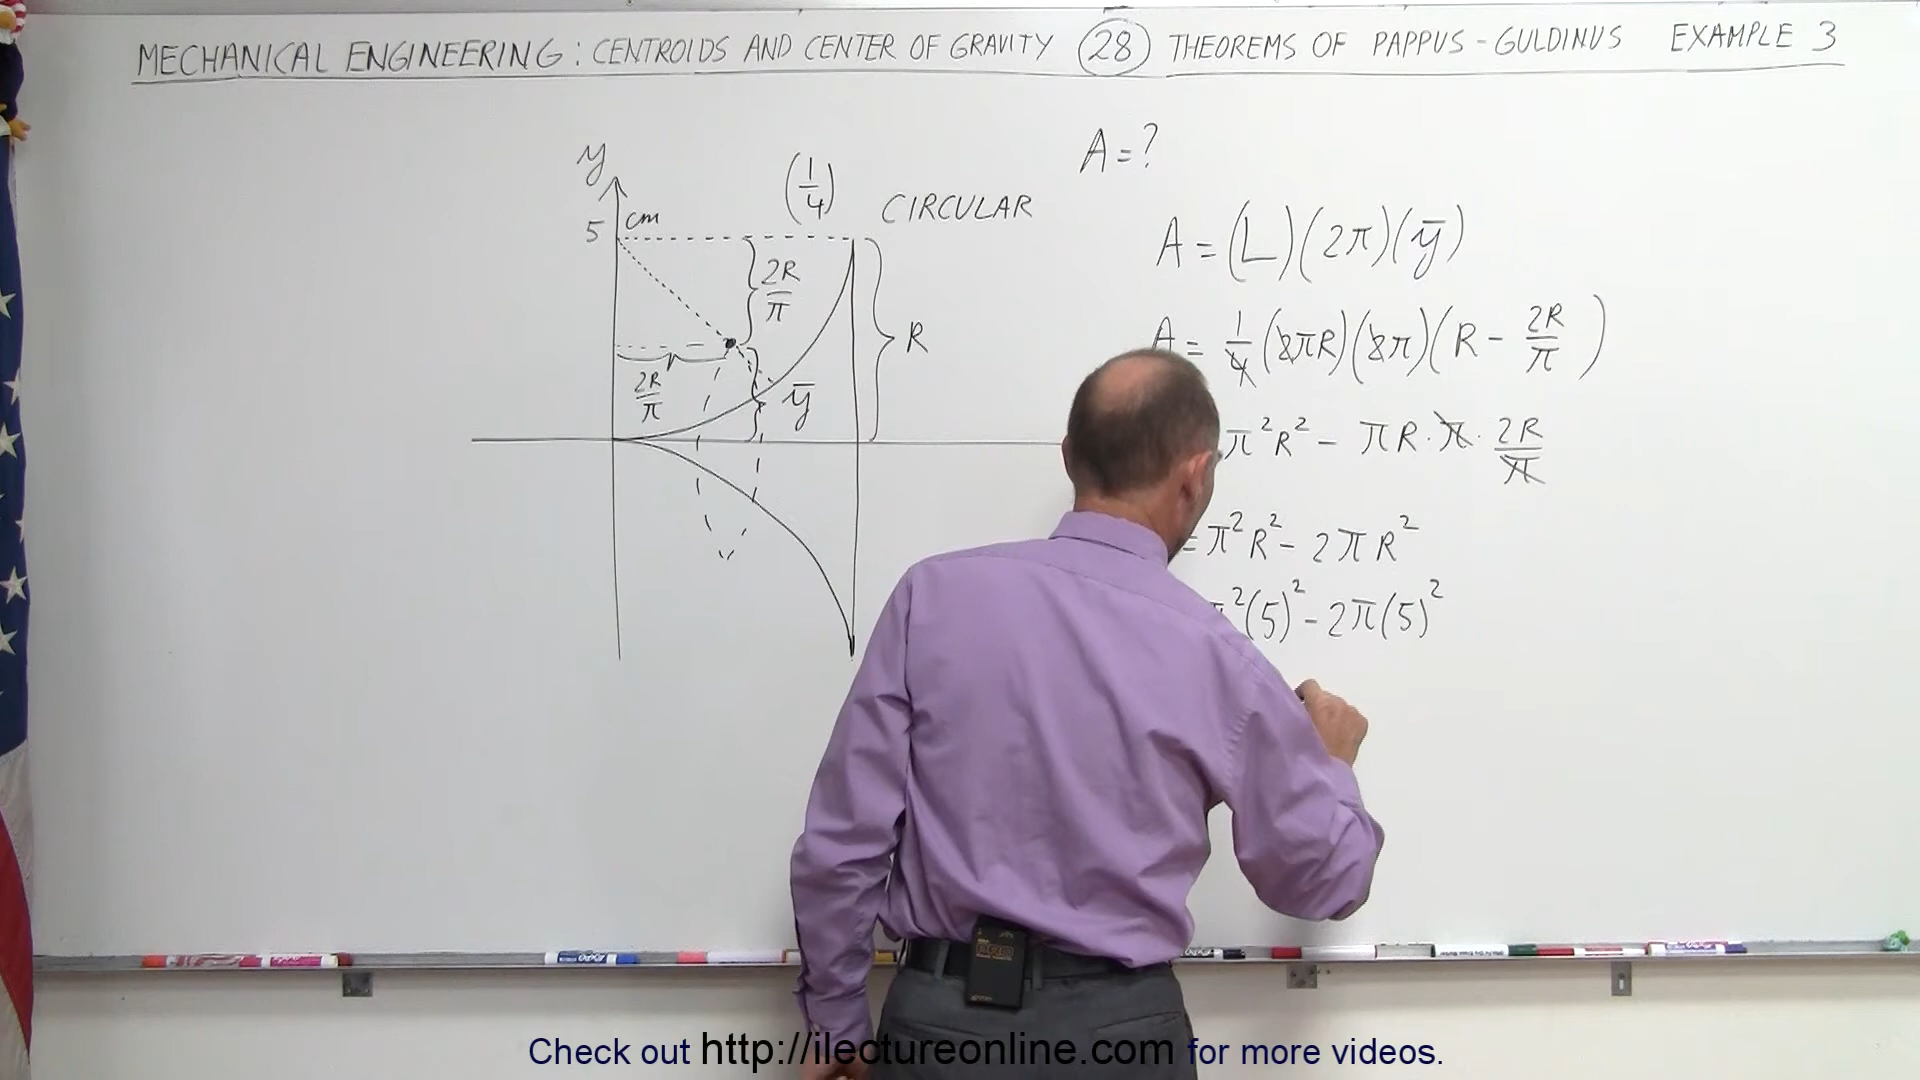 MECHANICAL ENGINEERING: CENTROIDS AND CENTER OF GRAVITY (28) THEOREMS OF PAPPUS-GULDINUS EXAMPLE 3
y
5 cm
(1/4) CIRCULAR
2R/π
2R/π
ȳ
R
A = ?
A = (L)(2π)(ȳ)
A = 1/4 (2πR)(2π)(R - 2R/π)
π²R² - πR·π·2R/π
= π²R² - 2πR²
π²(5)² - 2π(5)²
Check out http://ilectureonline.com for more videos.